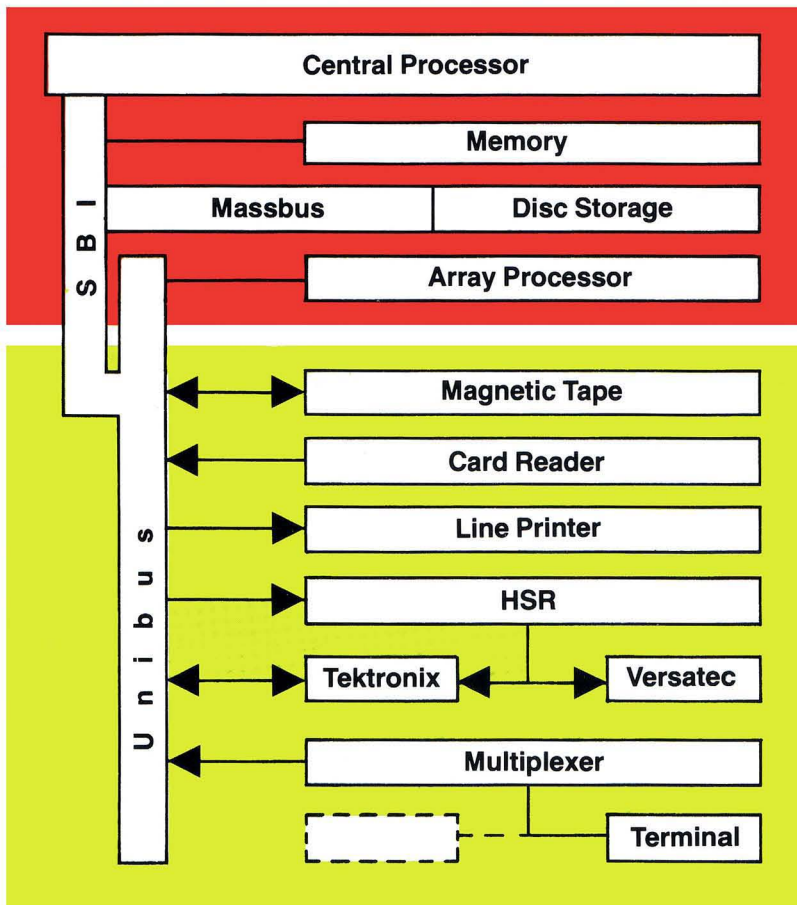 Central Processor
Memory
SBI
Massbus
Disc Storage
Array Processor
Magnetic Tape
Card Reader
Line Printer
Unibus
HSR
Tektronix
Versatec
Multiplexer
Terminal